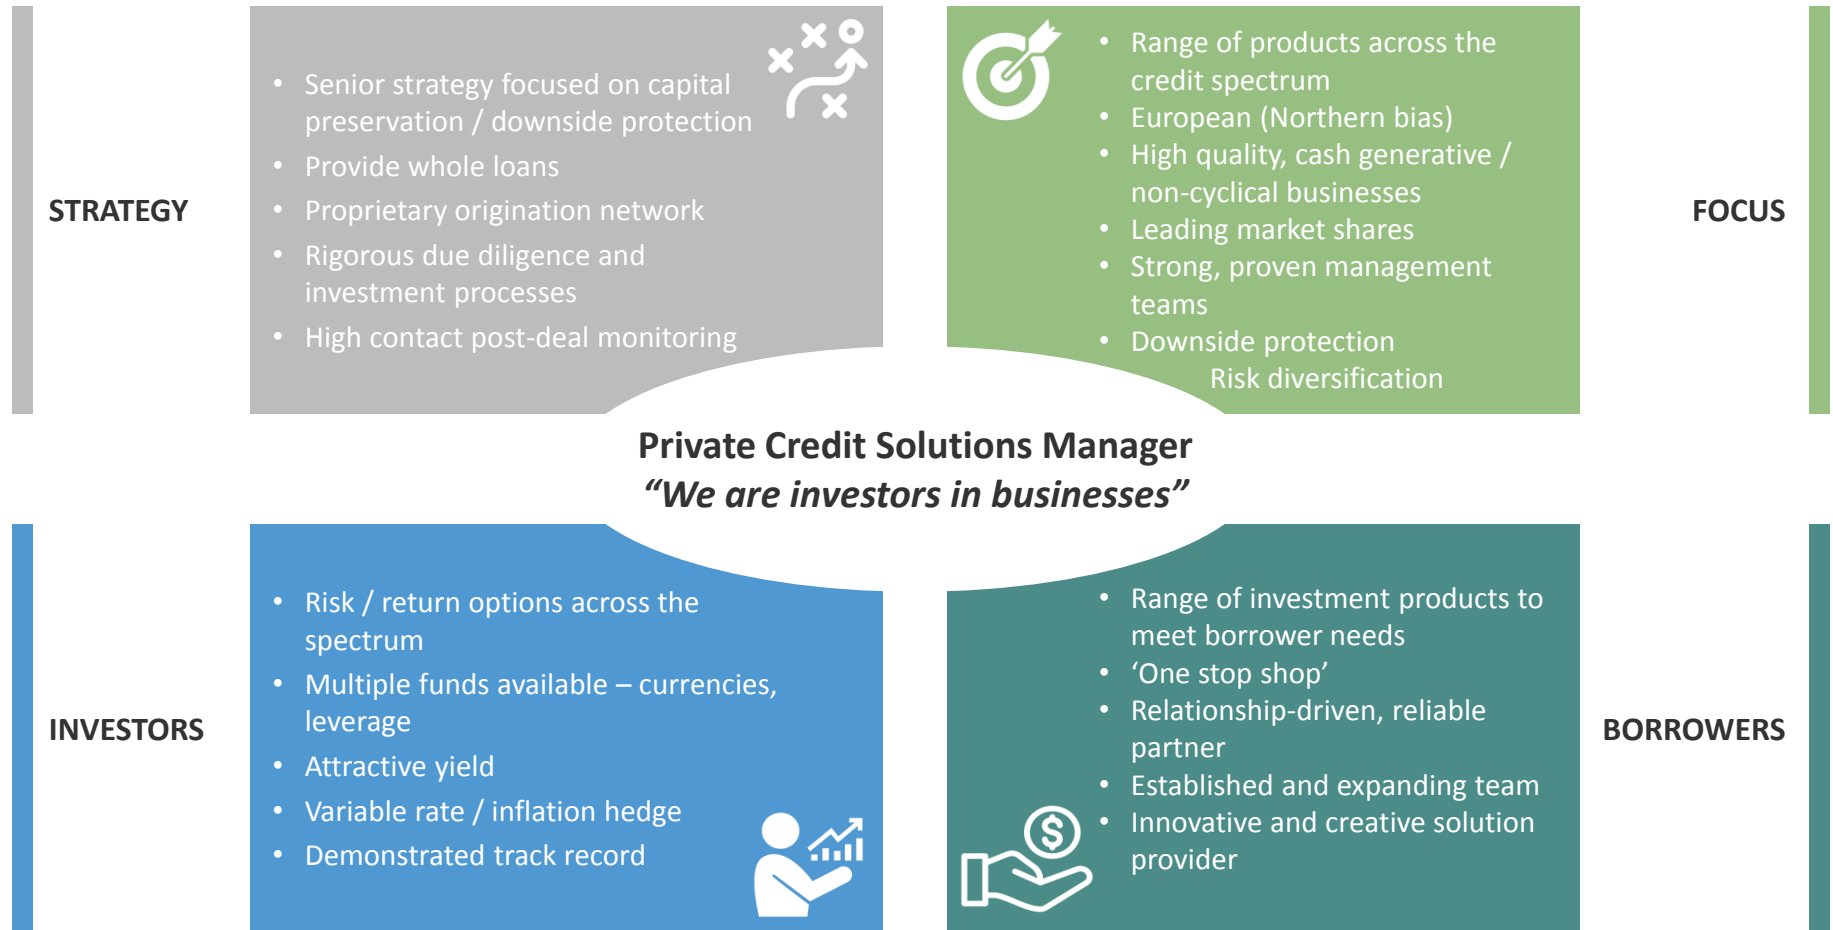 STRATEGY
• Senior strategy focused on capital
preservation / downside protection
• Provide whole loans
• Proprietary origination network
• Rigorous due diligence and
investment processes
• High contact post-deal monitoring
• Range of products across the
credit spectrum
• European (Northern bias)
• High quality, cash generative /
non-cyclical businesses
• Leading market shares
• Strong, proven management
teams
• Downside protection
Risk diversification
FOCUS
Private Credit Solutions Manager
“We are investors in businesses”
INVESTORS
• Risk / return options across the
spectrum
• Multiple funds available – currencies,
leverage
• Attractive yield
• Variable rate / inflation hedge
• Demonstrated track record
• Range of investment products to
meet borrower needs
• ‘One stop shop’
• Relationship-driven, reliable
partner
• Established and expanding team
• Innovative and creative solution
provider
$
BORROWERS